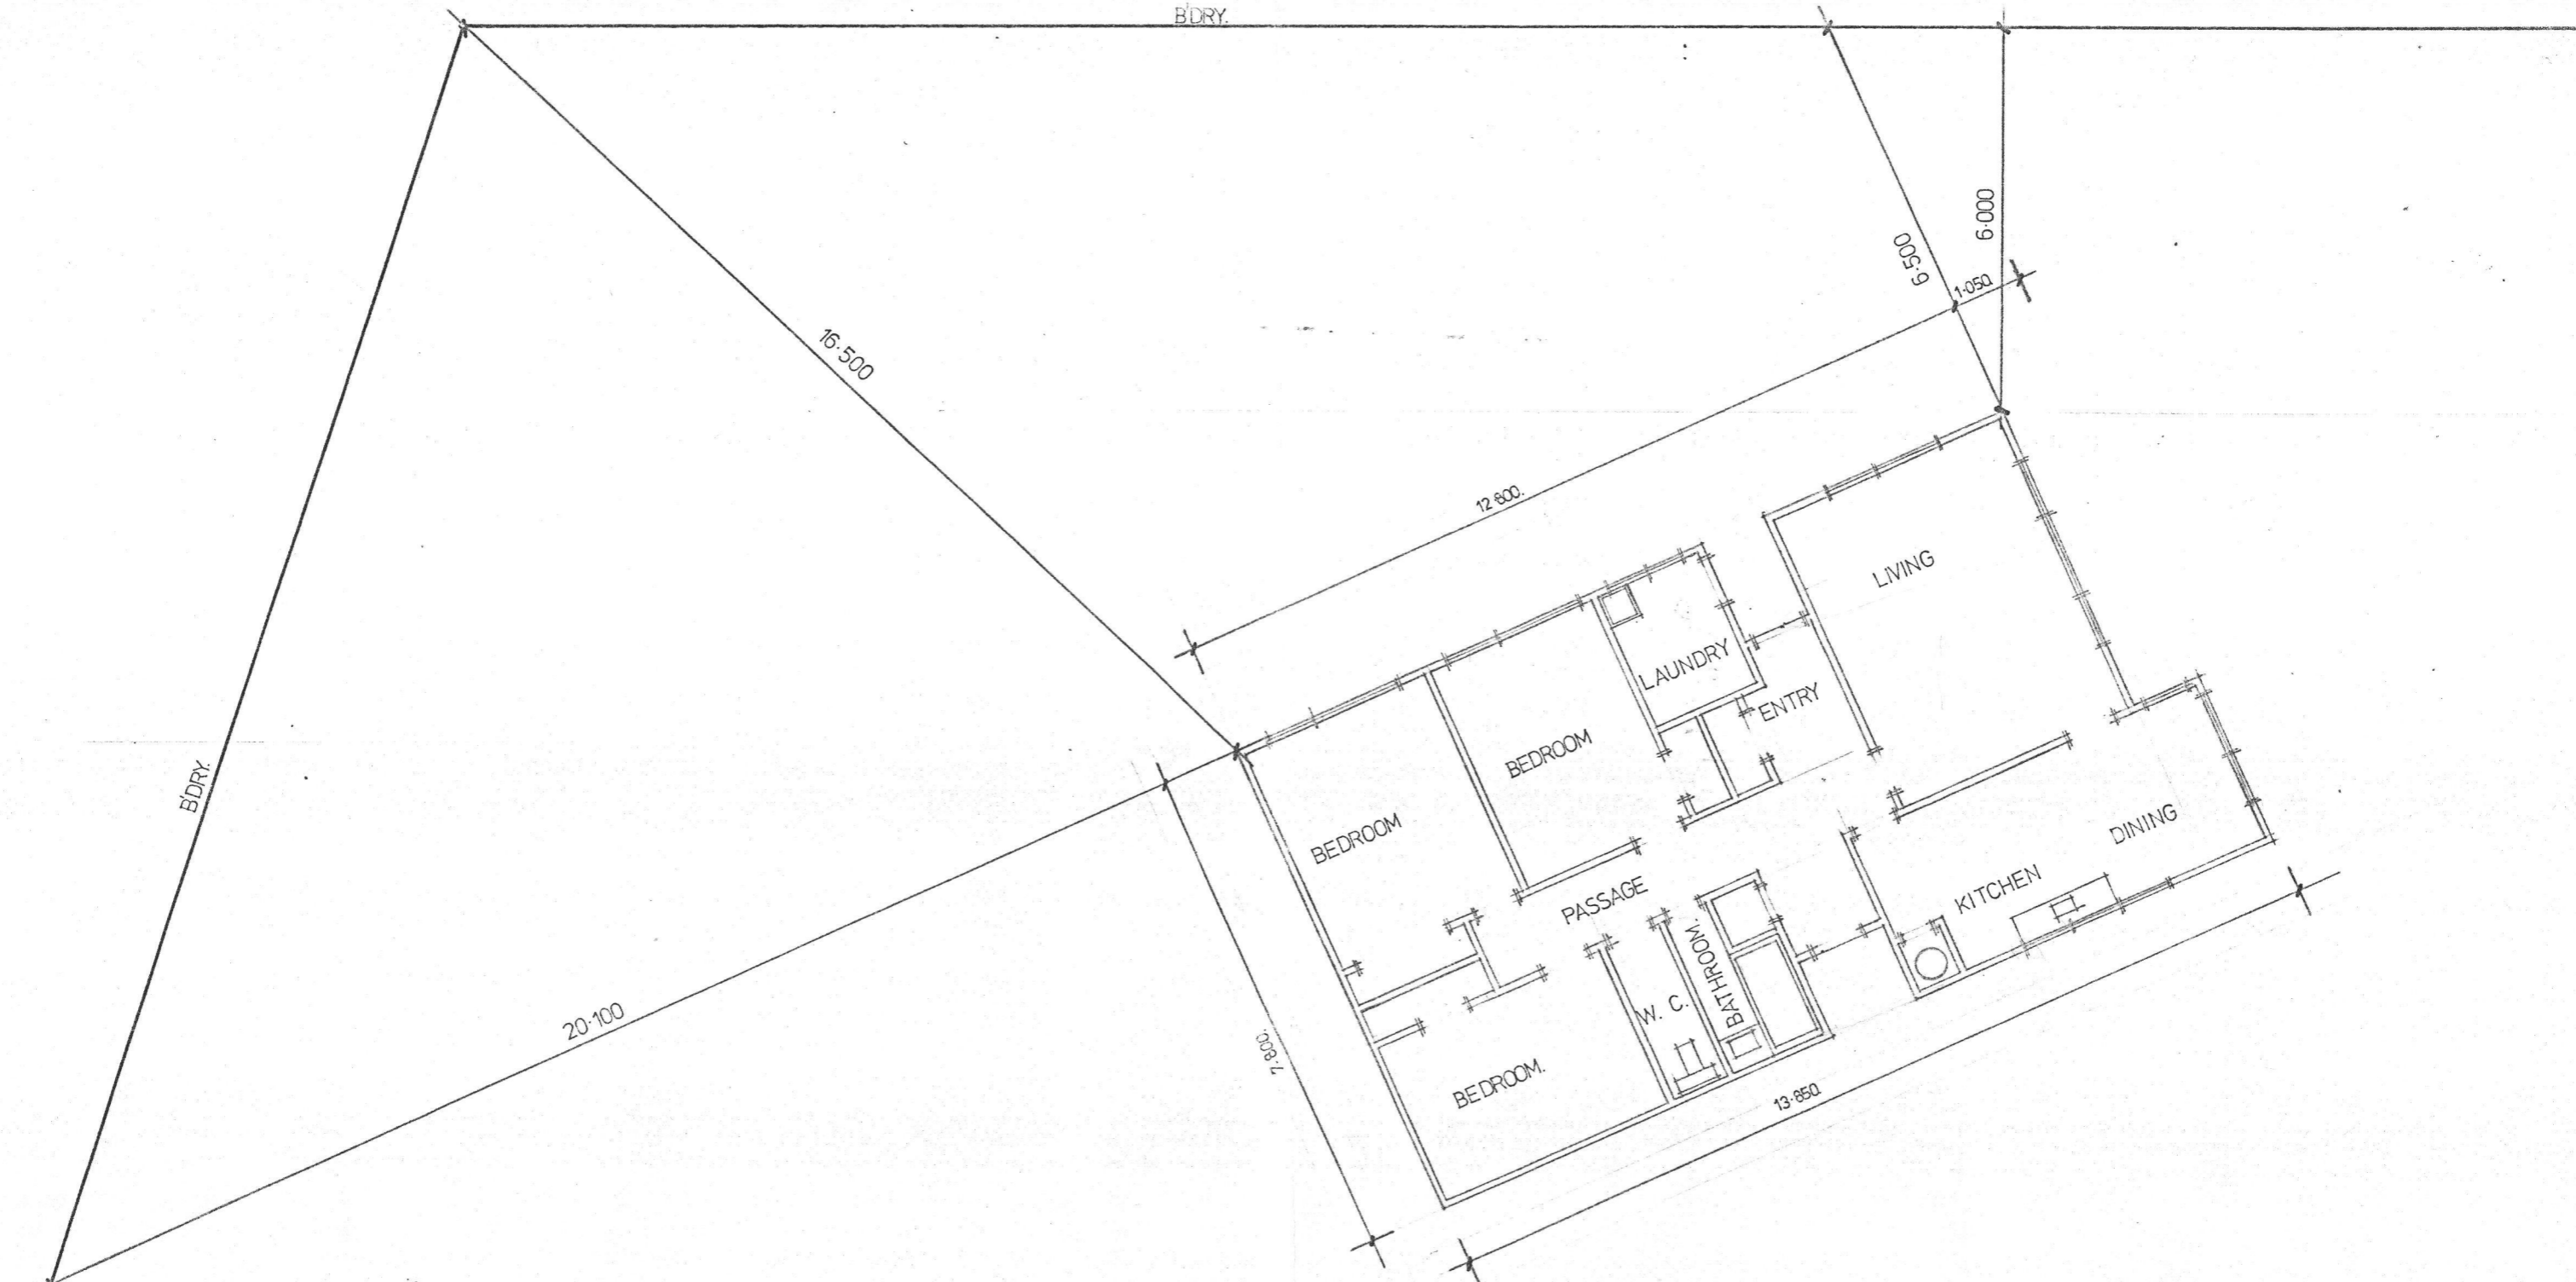 B'DRY.
6·000
6·500
1·050.
16·500
12·800.
LIVING
LAUNDRY
ENTRY
BEDROOM
B'DRY.
BEDROOM
DINING
KITCHEN
PASSAGE
BATHROOM.
W. C.
20·100
7·800.
BEDROOM.
13·850.